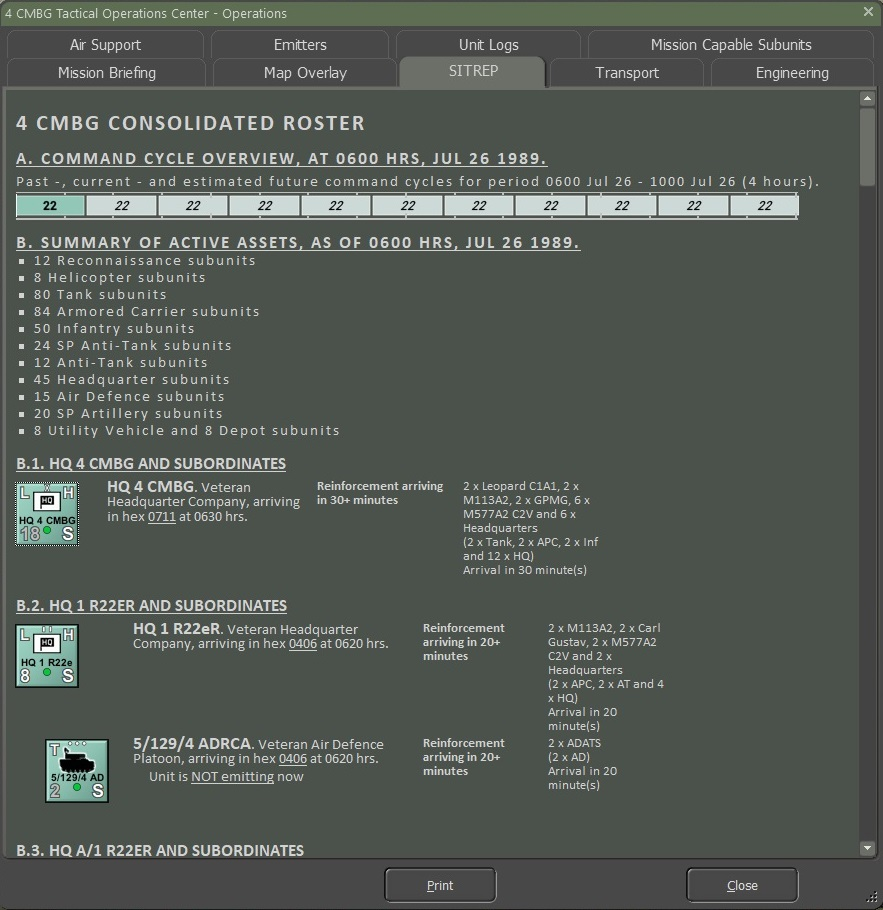 4 CMBG Tactical Operations Center - Operations
Air Support
Emitters
Unit Logs
Mission Capable Subunits
Mission Briefing
Map Overlay
SITREP
Transport
Engineering
4 CMBG CONSOLIDATED ROSTER
A. COMMAND CYCLE OVERVIEW, AT 0600 HRS, JUL 26 1989.
Past -, current - and estimated future command cycles for period 0600 Jul 26 - 1000 Jul 26 (4 hours).
22 22 22 22 22 22 22 22 22 22 22
B. SUMMARY OF ACTIVE ASSETS, AS OF 0600 HRS, JUL 26 1989.
12 Reconnaissance subunits
8 Helicopter subunits
80 Tank subunits
84 Armored Carrier subunits
50 Infantry subunits
24 SP Anti-Tank subunits
12 Anti-Tank subunits
45 Headquarter subunits
15 Air Defence subunits
20 SP Artillery subunits
8 Utility Vehicle and 8 Depot subunits
B.1. HQ 4 CMBG AND SUBORDINATES
L X H
HQ
HQ 4 CMBG
18 S
HQ 4 CMBG. Veteran
Headquarter Company, arriving
in hex 0711 at 0630 hrs.
Reinforcement arriving
in 30+ minutes
2 x Leopard C1A1, 2 x
M113A2, 2 x GPMG, 6 x
M577A2 C2V and 6 x
Headquarters
(2 x Tank, 2 x APC, 2 x Inf
and 12 x HQ)
Arrival in 30 minute(s)
B.2. HQ 1 R22ER AND SUBORDINATES
L II H
HQ
HQ 1 R22e
8 S
HQ 1 R22eR. Veteran Headquarter
Company, arriving in hex 0406 at 0620 hrs.
Reinforcement
arriving in 20+
minutes
2 x M113A2, 2 x Carl
Gustav, 2 x M577A2
C2V and 2 x
Headquarters
(2 x APC, 2 x AT and 4
x HQ)
Arrival in 20
minute(s)
T
5/129/4 AD
2 S
5/129/4 ADRCA. Veteran Air Defence
Platoon, arriving in hex 0406 at 0620 hrs.
Unit is NOT emitting now
Reinforcement
arriving in 20+
minutes
2 x ADATS
(2 x AD)
Arrival in 20
minute(s)
B.3. HQ A/1 R22ER AND SUBORDINATES
Print
Close